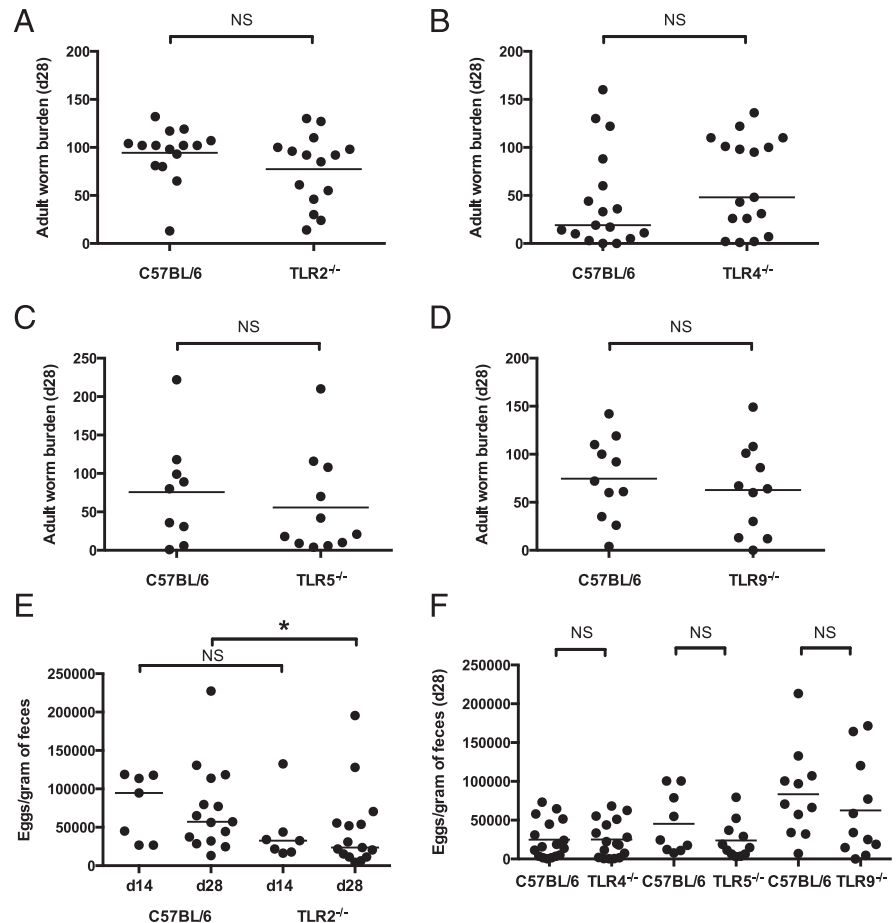 A
NS
Adult worm burden (d28)
200
150
100
50
0
C57BL/6
TLR2-/-
B
NS
Adult worm burden (d28)
200
150
100
50
0
C57BL/6
TLR4-/-
C
NS
Adult worm burden (d28)
250
200
150
100
50
0
C57BL/6
TLR5-/-
D
NS
Adult worm burden (d28)
200
150
100
50
0
C57BL/6
TLR9-/-
E
*
NS
Eggs/gram of feces
250000
200000
150000
100000
50000
0
d14 d28 d14 d28
C57BL/6 TLR2-/-
F
NS NS NS
Eggs/gram of feces (d28)
250000
200000
150000
100000
50000
0
C57BL/6 TLR4-/- C57BL/6 TLR5-/- C57BL/6 TLR9-/-